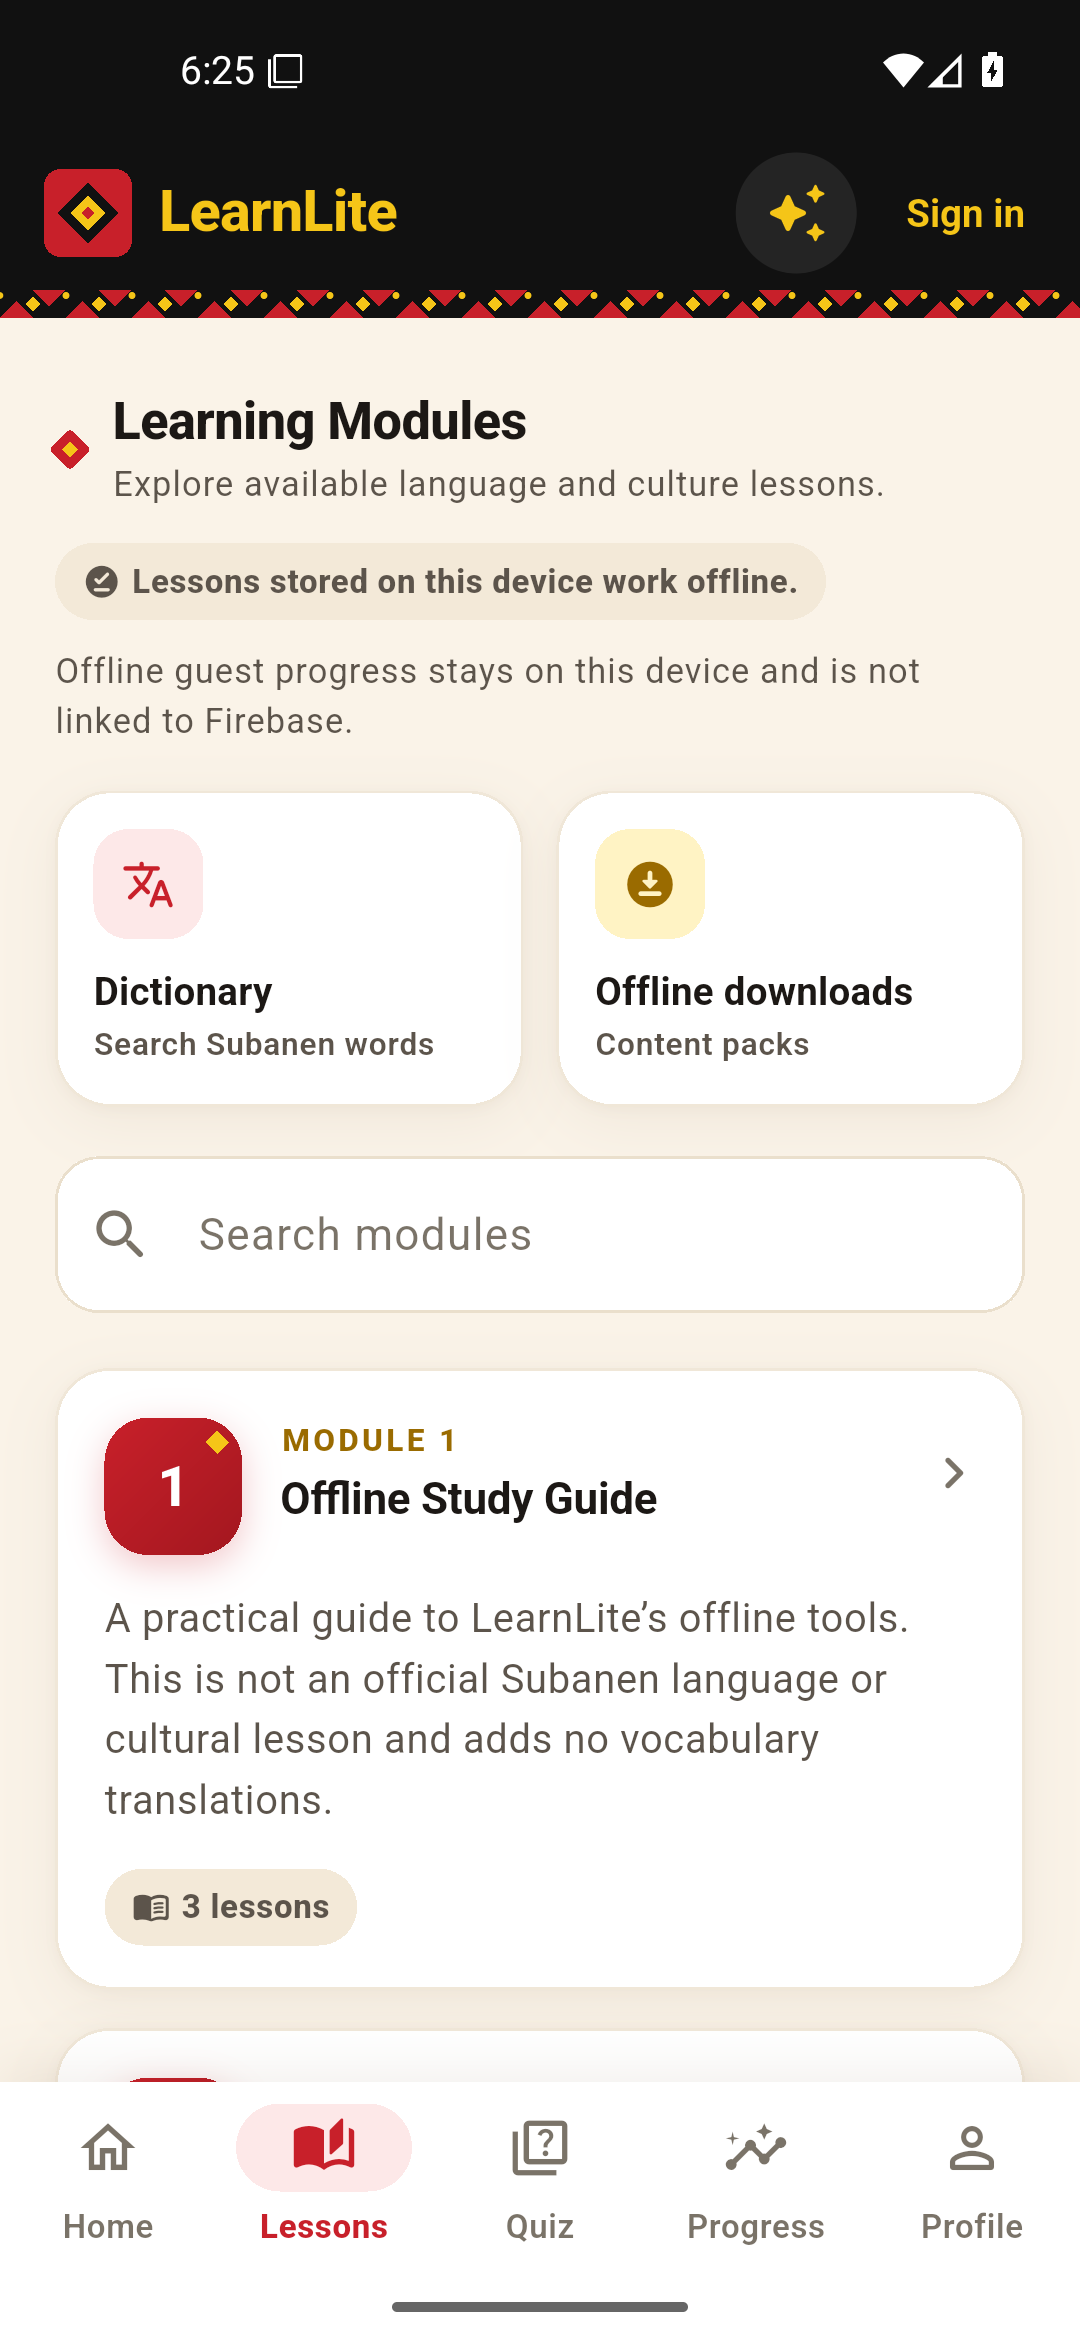 6:25
LearnLite
Sign in
Learning Modules
Explore available language and culture lessons.
Lessons stored on this device work offline.
Offline guest progress stays on this device and is not
linked to Firebase.
Dictionary
Search Subanen words
Offline downloads
Content packs
Search modules
1
MODULE 1
Offline Study Guide
A practical guide to LearnLite’s offline tools.
This is not an official Subanen language or
cultural lesson and adds no vocabulary
translations.
3 lessons
Home
Lessons
Quiz
Progress
Profile